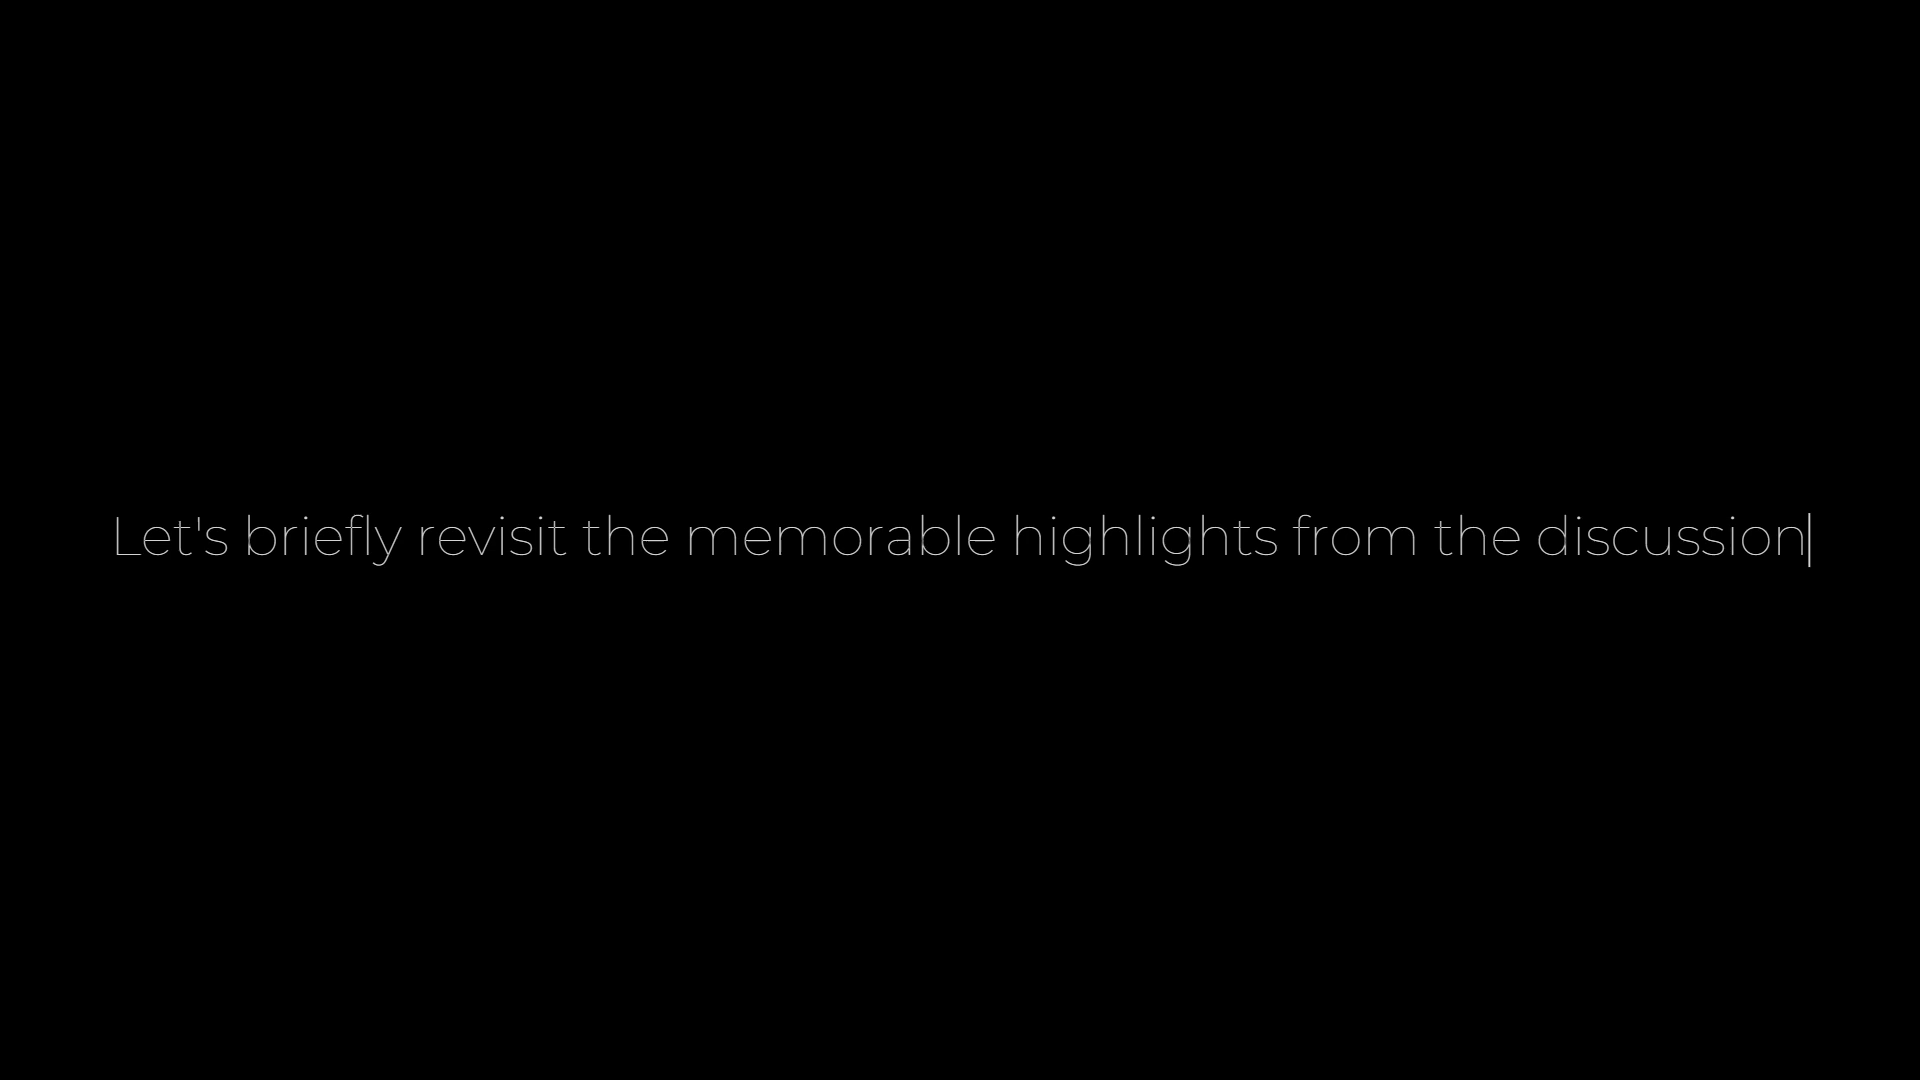 Let's briefly revisit the memorable highlights from the discussion